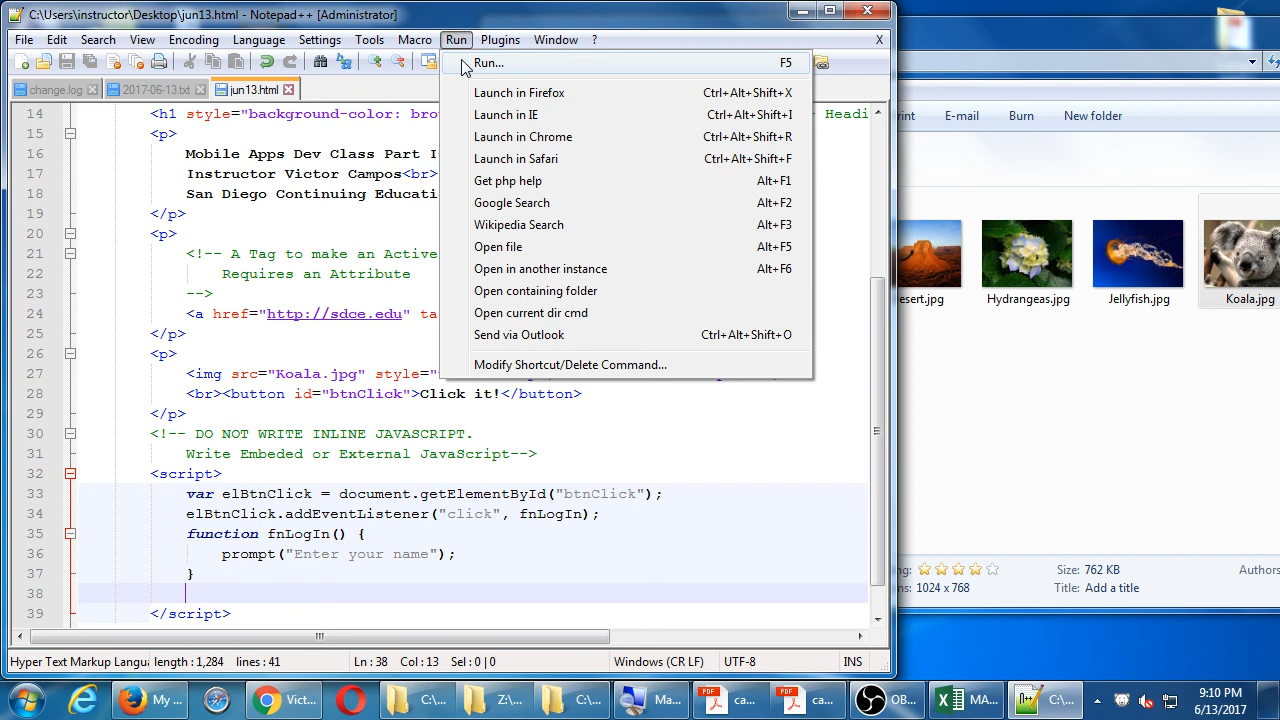 C:\Users\instructor\Desktop\jun13.html - Notepad++ [Administrator]
File Edit Search View Encoding Language Settings Tools Macro Run Plugins Window ? X
change.log 2017-06-13.txt jun13.html
Run... F5
Launch in Firefox Ctrl+Alt+Shift+X
Launch in IE Ctrl+Alt+Shift+I
Launch in Chrome Ctrl+Alt+Shift+R
Launch in Safari Ctrl+Alt+Shift+F
Get php help Alt+F1
Google Search Alt+F2
Wikipedia Search Alt+F3
Open file Alt+F5
Open in another instance Alt+F6
Open containing folder
Open current dir cmd
Send via Outlook Ctrl+Alt+Shift+O
Modify Shortcut/Delete Command...
14 <h1 style="background-color: bro Headi
15 <p>
16 Mobile Apps Dev Class Part I
17 Instructor Victor Campos<br>
18 San Diego Continuing Educati
19 </p>
20 <p>
21 <!-- A Tag to make an Active
22 Requires an Attribute
23 -->
24 <a href="http://sdce.edu" ta
25 </p>
26 <p>
27 <img src="Koala.jpg" style="
28 <br><button id="btnClick">Click it!</button>
29 </p>
30 <!-- DO NOT WRITE INLINE JAVASCRIPT.
31 Write Embeded or External JavaScript-->
32 <script>
33 var elBtnClick = document.getElementById("btnClick");
34 elBtnClick.addEventListener("click", fnLogIn);
35 function fnLogIn() {
36 prompt("Enter your name");
37 }
38
39 </script>
Hyper Text Markup Langu length : 1,284 lines : 41 Ln : 38 Col : 13 Sel : 0 | 0 Windows (CR LF) UTF-8 INS
rint E-mail Burn New folder
esert.jpg Hydrangeas.jpg Jellyfish.jpg Koala.jpg
ng: Size: 762 KB Authors
ns: 1024 x 768 Title: Add a title
My ... Vict... C:\... Z:\... C:\... Ma... ca... ca... OB... MA... C:\...
9:10 PM
6/13/2017